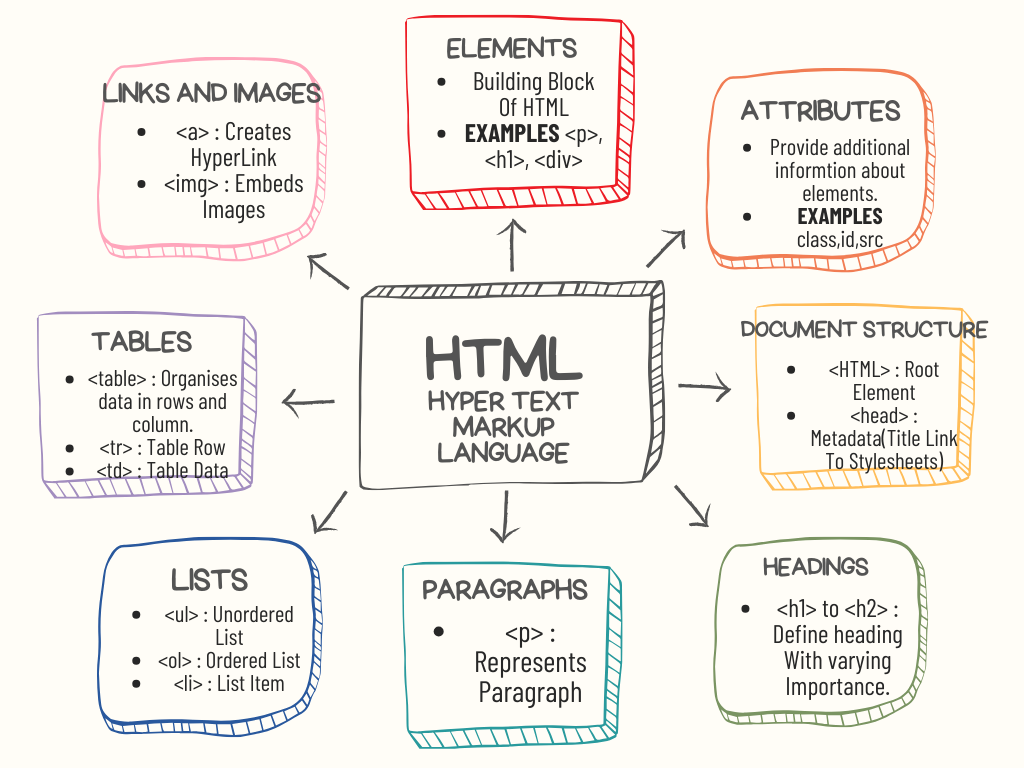 ELEMENTS
• Building Block
Of HTML
• EXAMPLES <p>,
<h1>, <div>
LINKS AND IMAGES
• <a> : Creates
HyperLink
• <img> : Embeds
Images
ATTRIBUTES
• Provide additional
informtion about
elements.
• EXAMPLES
class,id,src
HTML
HYPER TEXT
MARKUP
LANGUAGE
TABLES
• <table> : Organises
data in rows and
column.
• <tr> : Table Row
• <td> : Table Data
DOCUMENT STRUCTURE
• <HTML> : Root
Element
• <head> :
Metadata(Title Link
To Stylesheets)
LISTS
• <ul> : Unordered
List
• <ol> : Ordered List
• <li> : List Item
PARAGRAPHS
• <p> :
Represents
Paragraph
HEADINGS
• <h1> to <h2> :
Define heading
With varying
Importance.